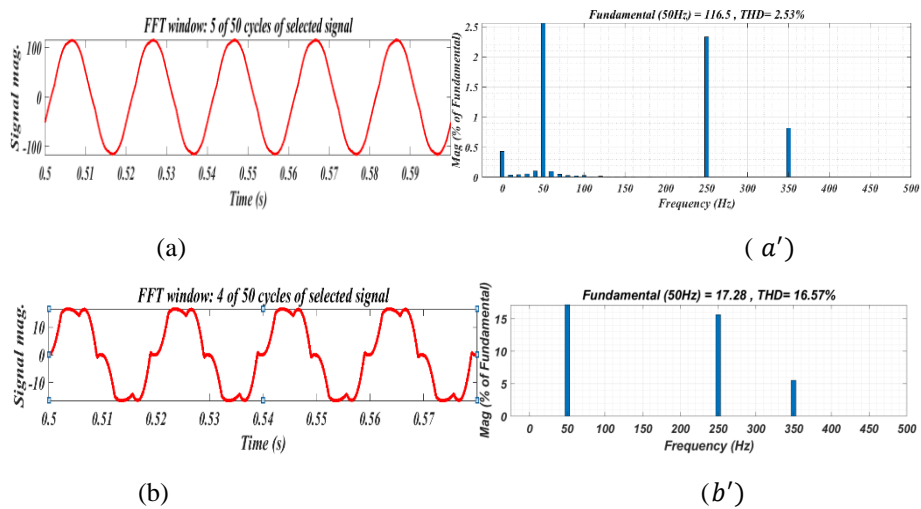 FFT window: 5 of 50 cycles of selected signal
Signal mag.
100
0
-100
0.5 0.51 0.52 0.53 0.54 0.55 0.56 0.57 0.58 0.59
Time (s)
(a)
Fundamental (50Hz) = 116.5 , THD= 2.53%
Mag (% of Fundamental)
2.5
2
1.5
1
0.5
0
0 50 100 150 200 250 300 350 400 450 500
Frequency (Hz)
( a′)
FFT window: 4 of 50 cycles of selected signal
Signal mag.
10
0
-10
0.5 0.51 0.52 0.53 0.54 0.55 0.56 0.57
Time (s)
(b)
Fundamental (50Hz) = 17.28 , THD= 16.57%
Mag (% of Fundamental)
15
10
5
0
0 50 100 150 200 250 300 350 400 450 500
Frequency (Hz)
(b′)